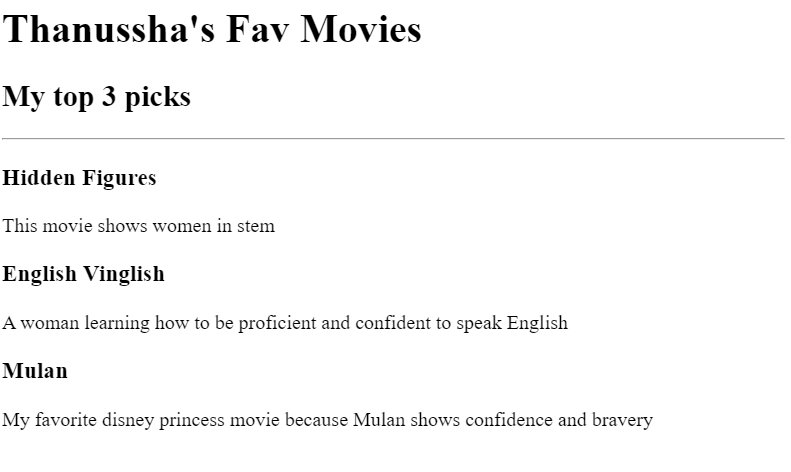 Thanussha's Fav Movies
My top 3 picks
Hidden Figures
This movie shows women in stem
English Vinglish
A woman learning how to be proficient and confident to speak English
Mulan
My favorite disney princess movie because Mulan shows confidence and bravery